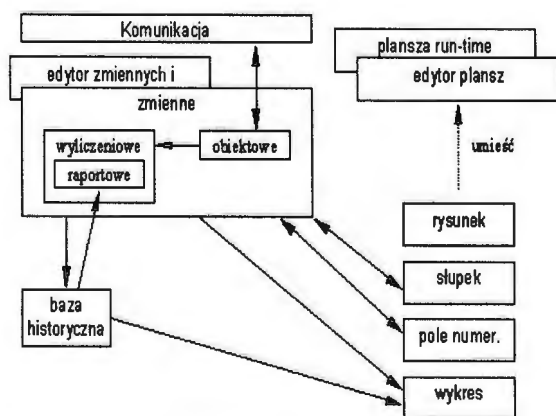 Komunikacja
edytor zmiennych i
zmienne
wyliczeniowe
raportowe
obiektowe
baza
historyczna
plansza run-time
edytor plansz
umieść
rysunek
słupek
pole numer.
wykres